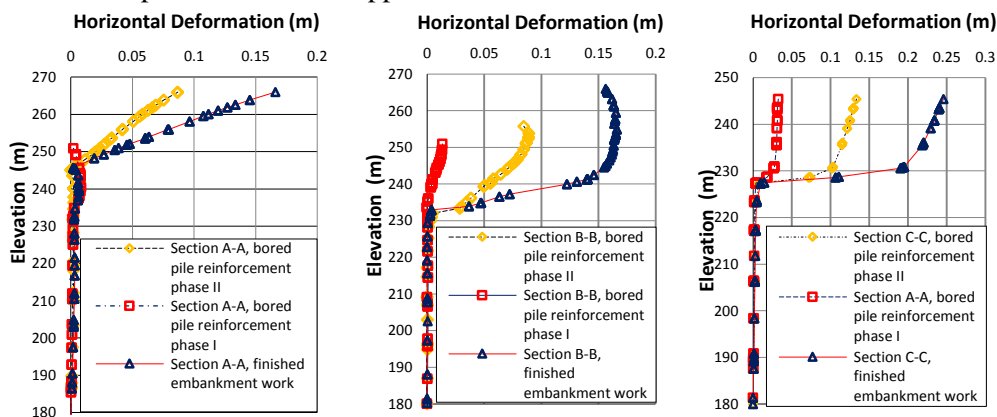 Horizontal Deformation (m)
0 0.05 0.1 0.15 0.2
270
260
250
240
230
220
210
200
190
180
Elevation (m)
Section A-A, bored
pile reinforcement
phase II
Section A-A, bored
pile reinforcement
phase I
Section A-A, finished
embankment work
Horizontal Deformation (m)
0 0.05 0.1 0.15 0.2
270
260
250
240
230
220
210
200
190
180
Elevation (m)
Section B-B, bored
pile reinforcement
phase II
Section B-B, bored
pile reinforcement
phase I
Section B-B,
finished
embankment work
Horizontal Deformation (m)
0 0.05 0.1 0.15 0.2 0.25 0.3
250
240
230
220
210
200
190
180
Elevation (m)
Section C-C, bored
pile reinforcement
phase II
Section A-A, bored
pile reinforcement
phase I
Section C-C,
finished
embankment work